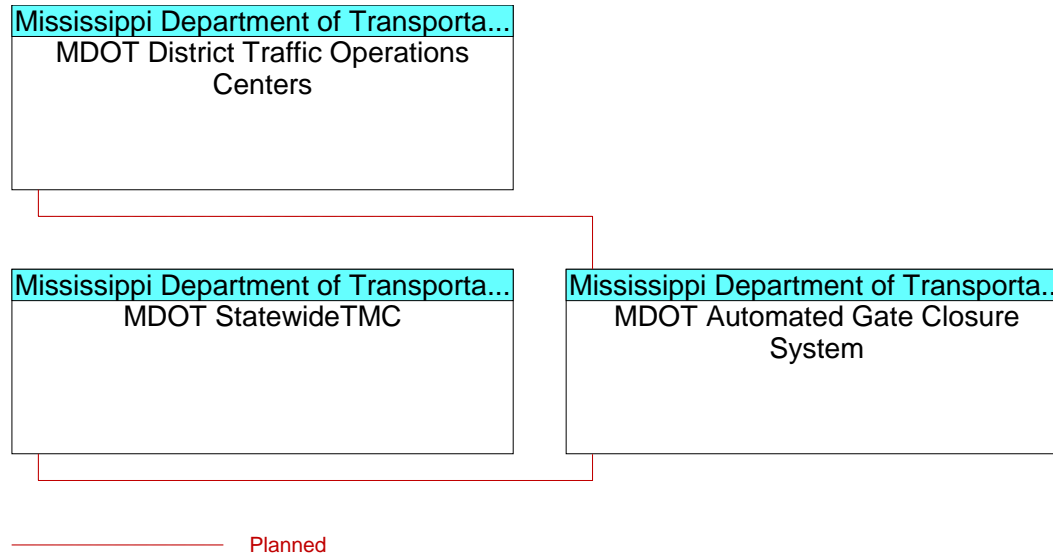 Mississippi Department of Transporta...
MDOT District Traffic Operations
Centers
Mississippi Department of Transporta...
MDOT StatewideTMC
Mississippi Department of Transporta..
MDOT Automated Gate Closure
System
Planned